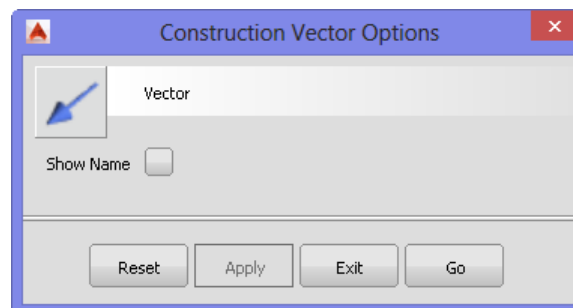 Construction Vector Options
Vector
Show Name
Reset Apply Exit Go